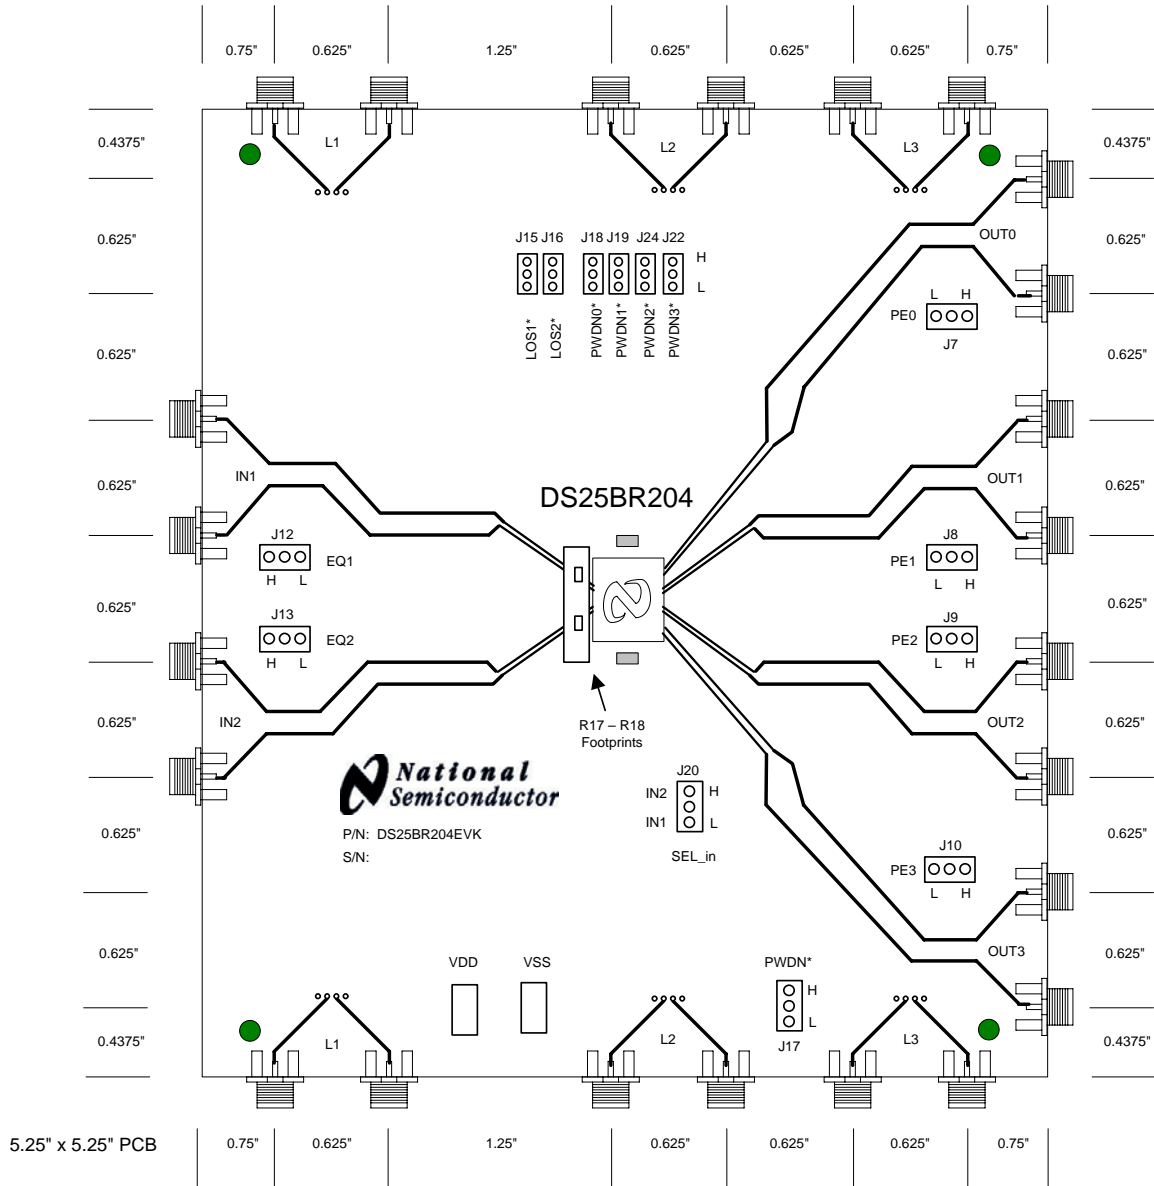 0.75" 0.625" 1.25" 0.625" 0.625" 0.625" 0.75"
0.4375" L1 L2 L3 0.4375"
J15 J16 J18 J19 J24 J22
OUT0
0.625" H 0.625"
L
L H
PE0
J7
LOS1* LOS2* PWDN0* PWDN1* PWDN2* PWDN3*
0.625" 0.625"
IN1 OUT1
0.625" DS25BR204 0.625"
J12 J8
EQ1 PE1
H L L H
0.625" 0.625"
J13 J9
EQ2 PE2
H L L H
0.625" IN2 OUT2 0.625"
R17 – R18
Footprints
National
Semiconductor
J20
IN2 H
IN1 L
SEL_in
P/N: DS25BR204EVK
S/N:
0.625" 0.625"
J10
PE3
L H
0.625" OUT3 0.625"
VDD VSS PWDN*
H
L
J17
0.4375" L1 L2 L3 0.4375"
5.25" x 5.25" PCB
0.75" 0.625" 1.25" 0.625" 0.625" 0.625" 0.75"